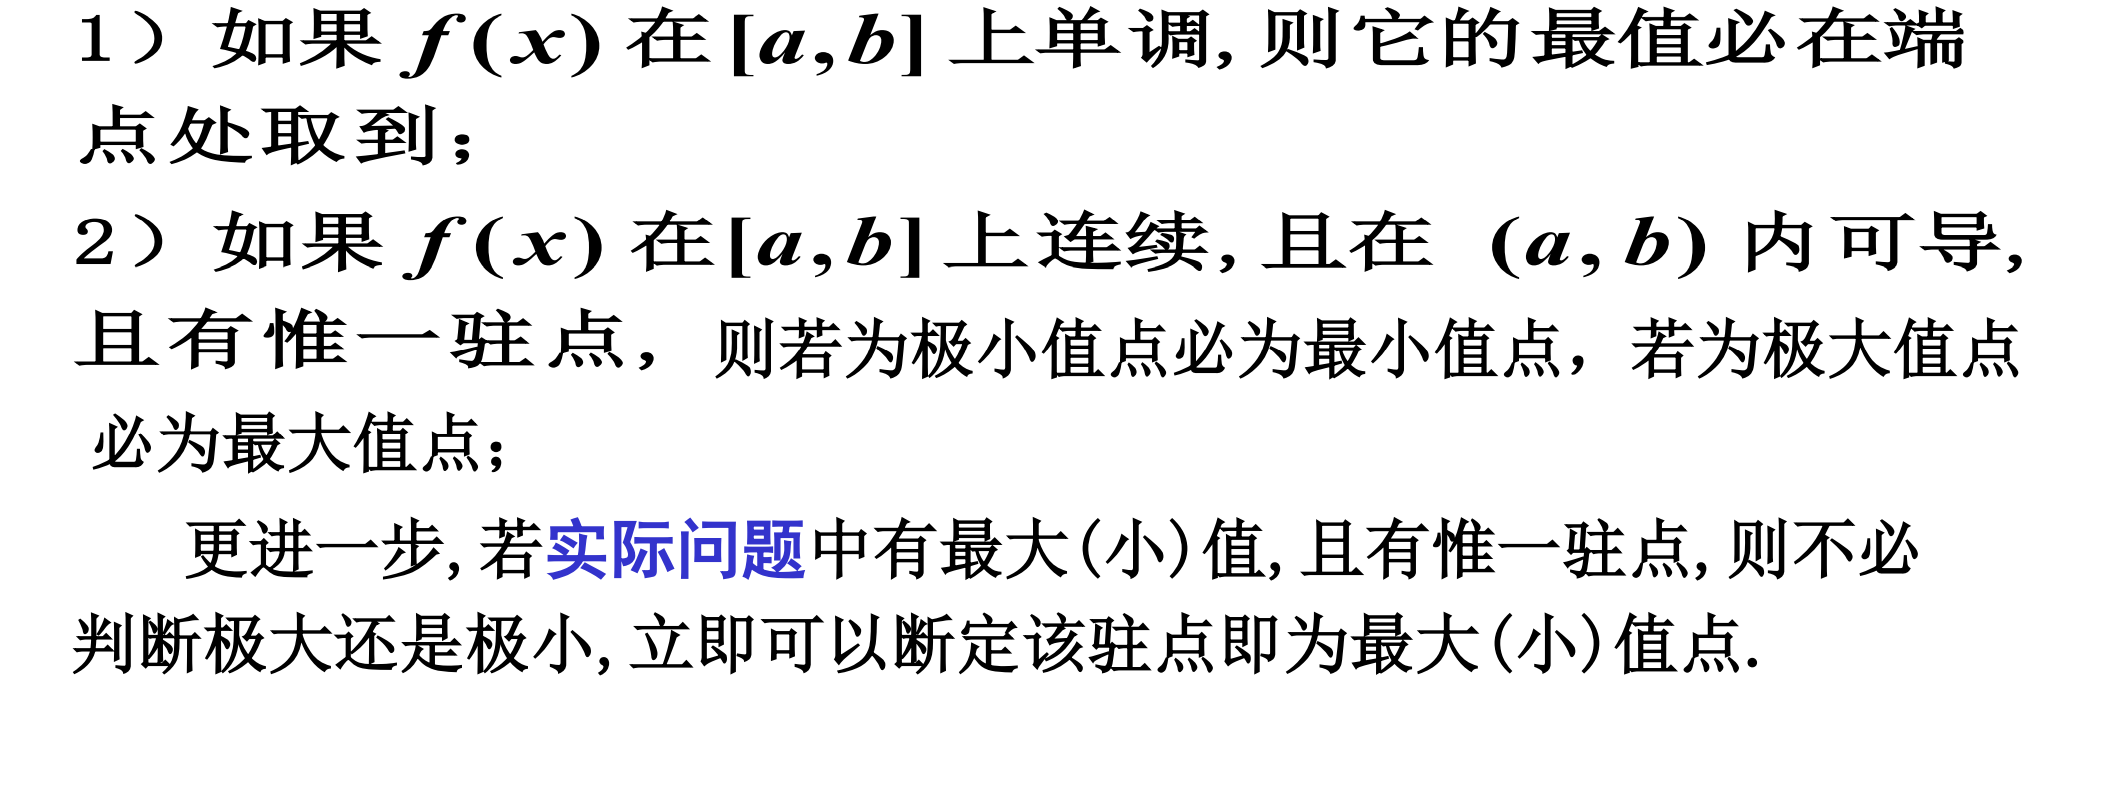 1）如果 f(x) 在[a,b]上单调,则它的最值必在端
点处取到；
2）如果 f(x) 在[a,b]上连续,且在 (a,b) 内可导,
且有惟一驻点，则若为极小值点必为最小值点，若为极大值点
必为最大值点；
更进一步,若实际问题中有最大(小)值,且有惟一驻点,则不必
判断极大还是极小,立即可以断定该驻点即为最大(小)值点.